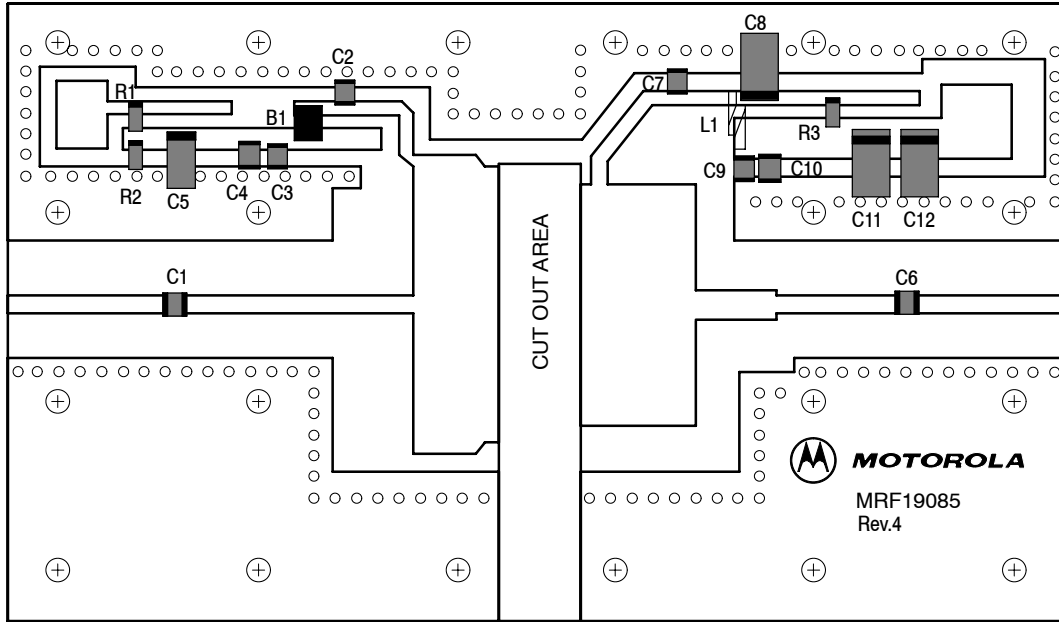 C8
C2
C7
R1
B1
L1
R3
R2
C5
C4
C3
C9
C10
C11
C12
CUT OUT AREA
C1
C6
MOTOROLA
MRF19085
Rev.4